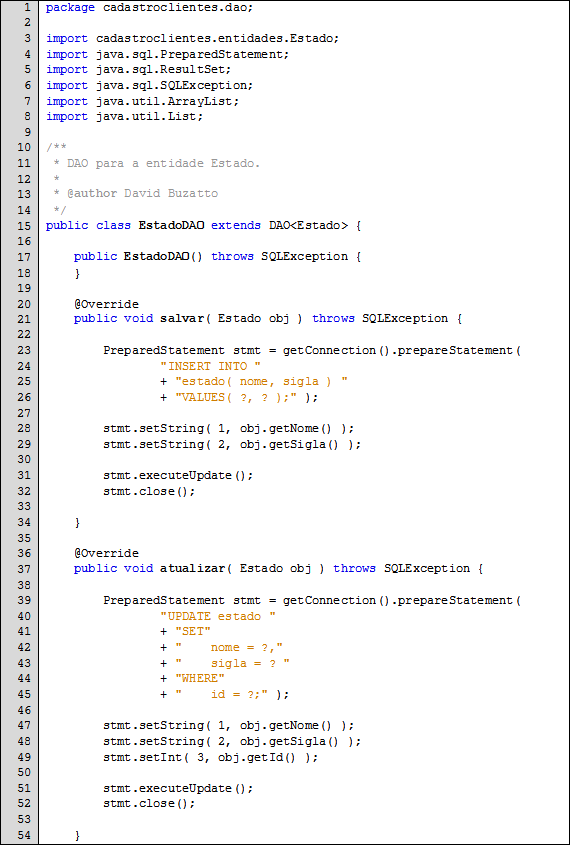 1 package cadastroclientes.dao;
2
3 import cadastroclientes.entidades.Estado;
4 import java.sql.PreparedStatement;
5 import java.sql.ResultSet;
6 import java.sql.SQLException;
7 import java.util.ArrayList;
8 import java.util.List;
9
10 /**
11  * DAO para a entidade Estado.
12  *
13  * @author David Buzatto
14  */
15 public class EstadoDAO extends DAO<Estado> {
16
17     public EstadoDAO() throws SQLException {
18     }
19
20     @Override
21     public void salvar( Estado obj ) throws SQLException {
22
23         PreparedStatement stmt = getConnection().prepareStatement(
24                 "INSERT INTO "
25                 + "estado( nome, sigla ) "
26                 + "VALUES( ?, ? );" );
27
28         stmt.setString( 1, obj.getNome() );
29         stmt.setString( 2, obj.getSigla() );
30
31         stmt.executeUpdate();
32         stmt.close();
33
34     }
35
36     @Override
37     public void atualizar( Estado obj ) throws SQLException {
38
39         PreparedStatement stmt = getConnection().prepareStatement(
40                 "UPDATE estado "
41                 + "SET"
42                 + "    nome = ?,"
43                 + "    sigla = ? "
44                 + "WHERE"
45                 + "    id = ?;" );
46
47         stmt.setString( 1, obj.getNome() );
48         stmt.setString( 2, obj.getSigla() );
49         stmt.setInt( 3, obj.getId() );
50
51         stmt.executeUpdate();
52         stmt.close();
53
54     }